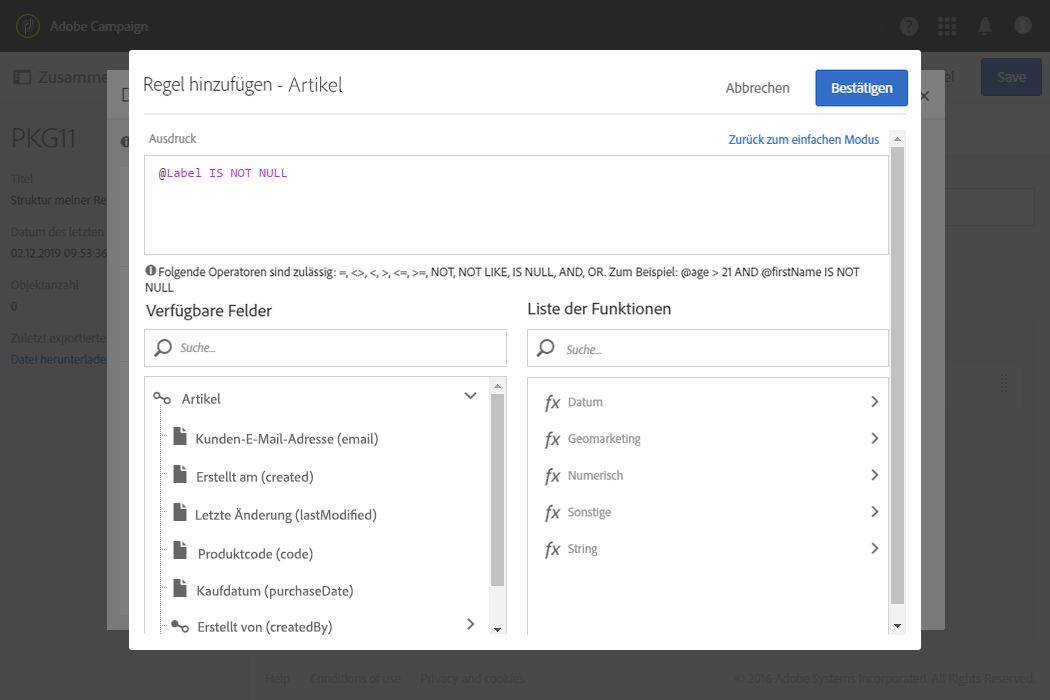 Adobe Campaign
Zusamme
Save
Regel hinzufügen - Artikel
Abbrechen
Bestätigen
PKG11
Titel
Struktur meiner Re
Datum des letzten
02.12.2019 09:53:36
Objektanzahl
0
Zuletzt exportierte
Datei herunterlade
Ausdruck
Zurück zum einfachen Modus
@Label IS NOT NULL
Folgende Operatoren sind zulässig: =, <>, <, >, <=, >=, NOT, NOT LIKE, IS NULL, AND, OR. Zum Beispiel: @age > 21 AND @firstName IS NOT
NULL
Verfügbare Felder
Suche...
Artikel
Kunden-E-Mail-Adresse (email)
Erstellt am (created)
Letzte Änderung (lastModified)
Produktcode (code)
Kaufdatum (purchaseDate)
Erstellt von (createdBy)
Liste der Funktionen
Suche...
fx Datum
fx Geomarketing
fx Numerisch
fx Sonstige
fx String
Help
Conditions of use
Privacy and cookies
© 2016 Adobe Systems Incorporated. All Rights Reserved.